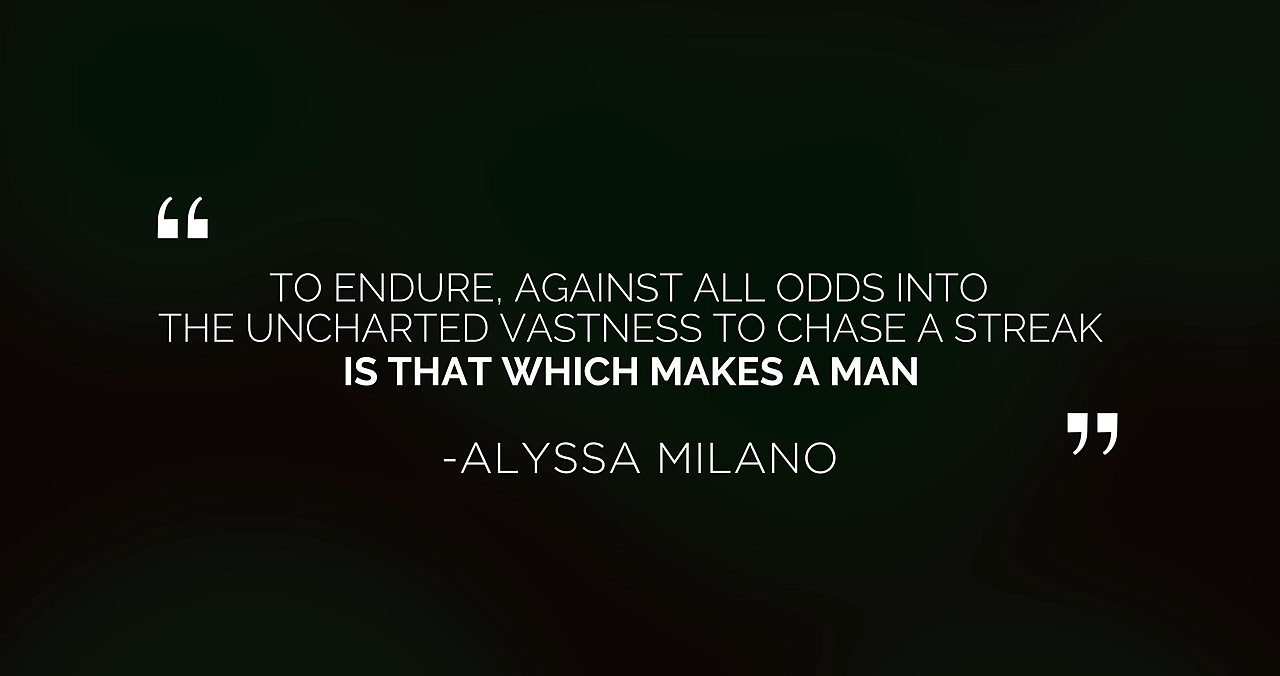 “
TO ENDURE, AGAINST ALL ODDS INTO
THE UNCHARTED VASTNESS TO CHASE A STREAK
IS THAT WHICH MAKES A MAN
”
-ALYSSA MILANO